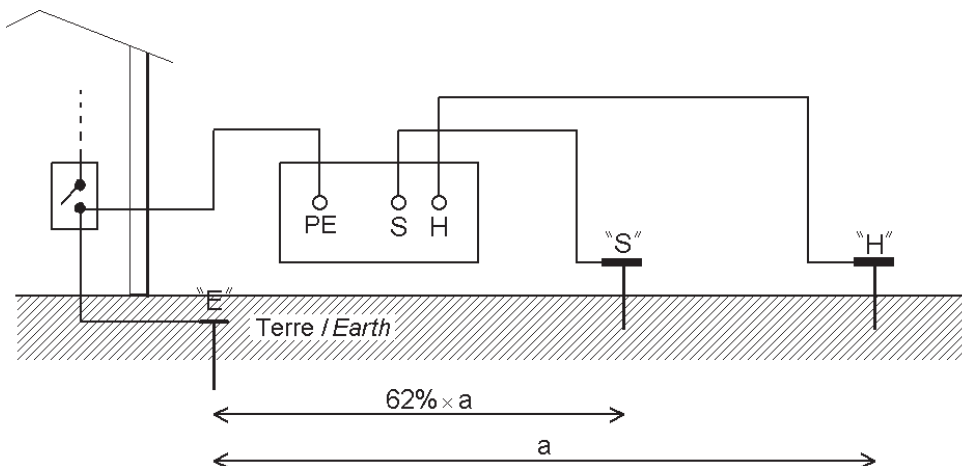 PE S H
"S"
"H"
"E"
Terre / Earth
62% × a
a